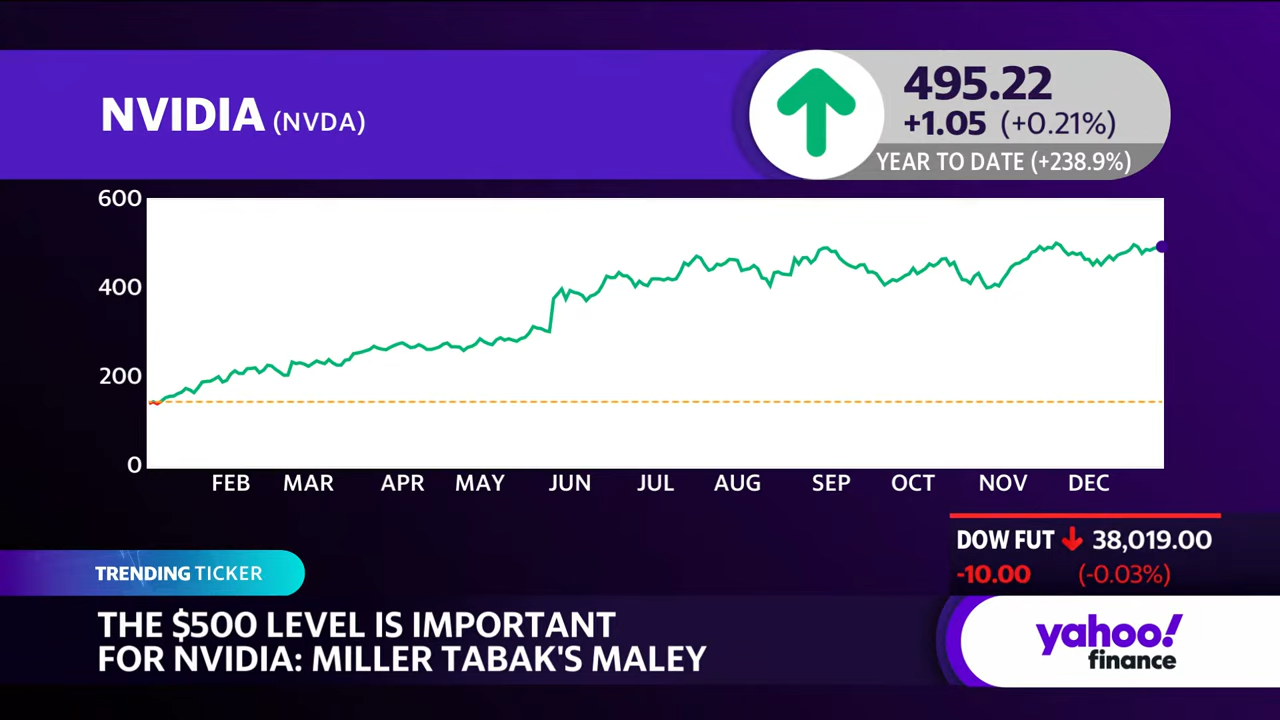 NVIDIA (NVDA)
495.22
+1.05 (+0.21%)
YEAR TO DATE (+238.9%)
600
400
200
0
FEB MAR APR MAY JUN JUL AUG SEP OCT NOV DEC
DOW FUT 38,019.00
-10.00 (-0.03%)
TRENDING TICKER
THE $500 LEVEL IS IMPORTANT
FOR NVIDIA: MILLER TABAK'S MALEY
yahoo!
finance